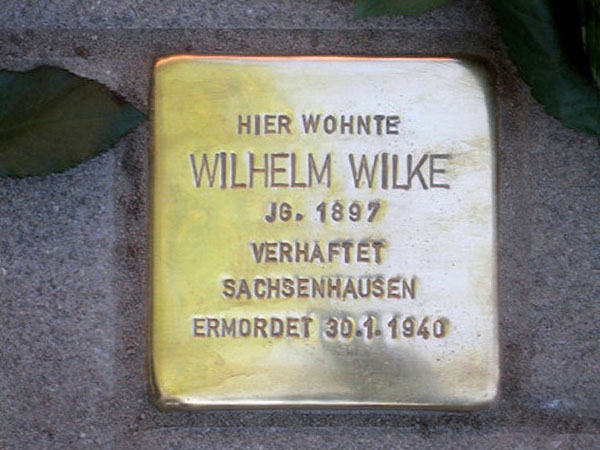 HIER WOHNTE
WILHELM WILKE
JG. 1897
VERHAFTET
SACHSENHAUSEN
ERMORDET 30.1.1940